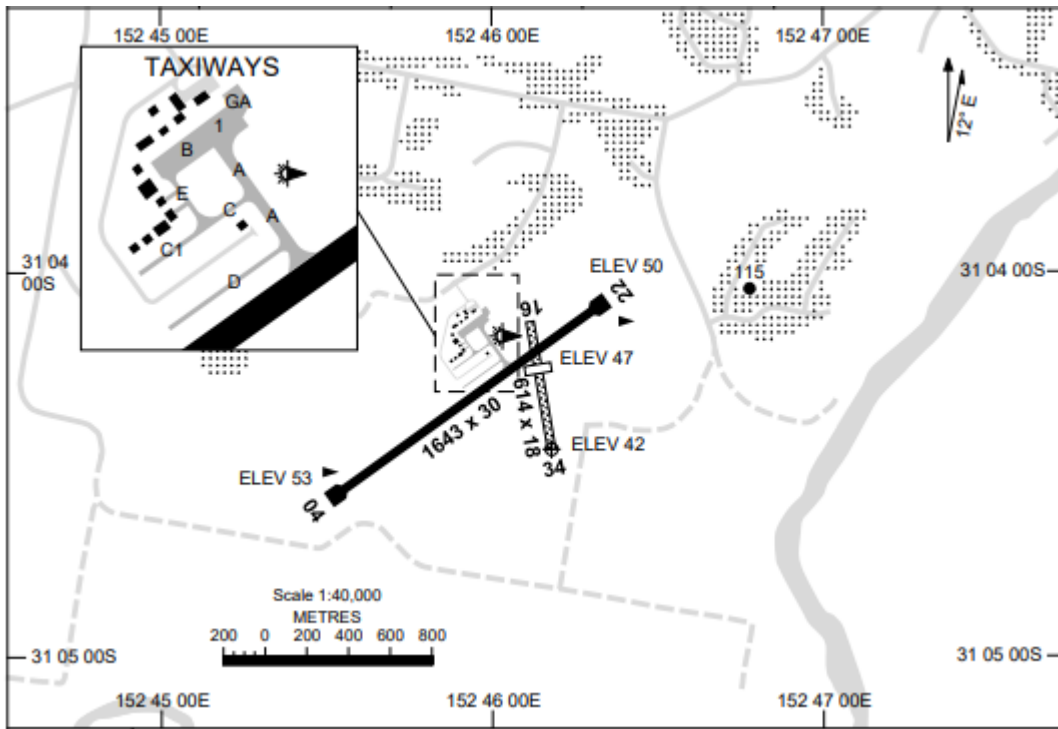 152 45 00E
152 46 00E
152 47 00E
TAXIWAYS
GA
1
B
A
E
C
A
C1
D
12° E
31 04
00S
31 04 00S
ELEV 50
22
115
16
ELEV 47
614 x 18
1643 x 30
ELEV 42
34
ELEV 53
04
Scale 1:40,000
METRES
200 0 200 400 600 800
31 05 00S
31 05 00S
152 45 00E
152 46 00E
152 47 00E